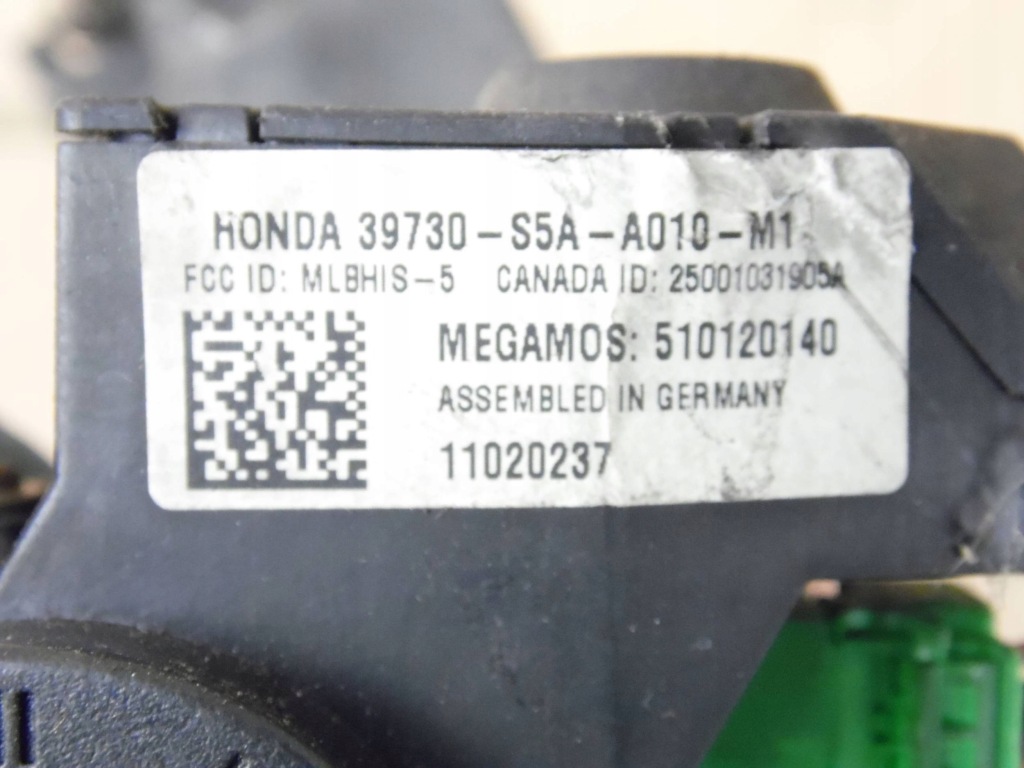 HONDA 39730-S5A-A010-M1
FCC ID: MLBHIS-5 CANADA ID: 25001031905A
MEGAMOS: 510120140
ASSEMBLED IN GERMANY
11020237